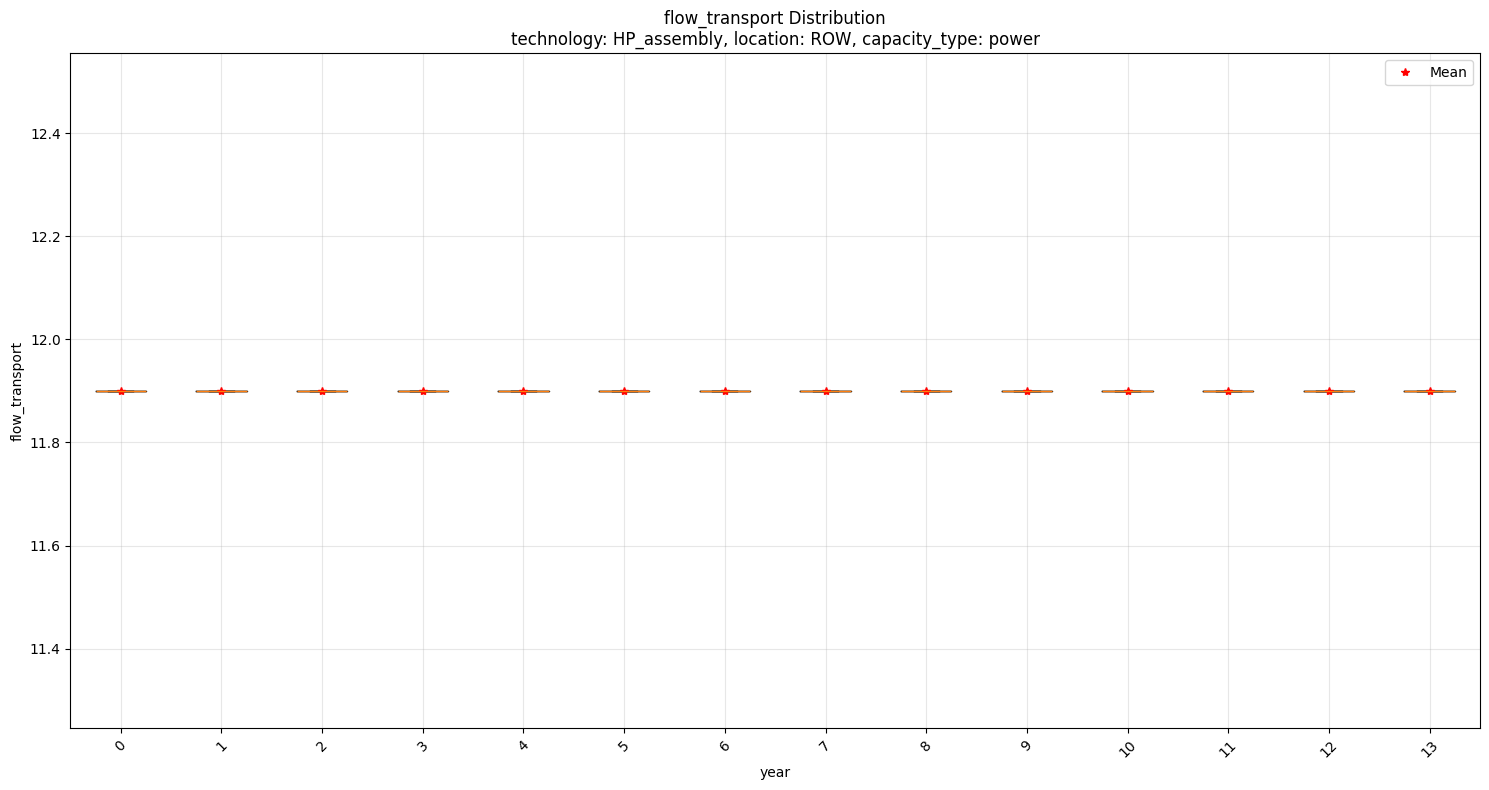 flow_transport Distribution
technology: HP_assembly, location: ROW, capacity_type: power
Mean
12.4
12.2
12.0
11.8
11.6
11.4
flow_transport
0 1 2 3 4 5 6 7 8 9 10 11 12 13
year